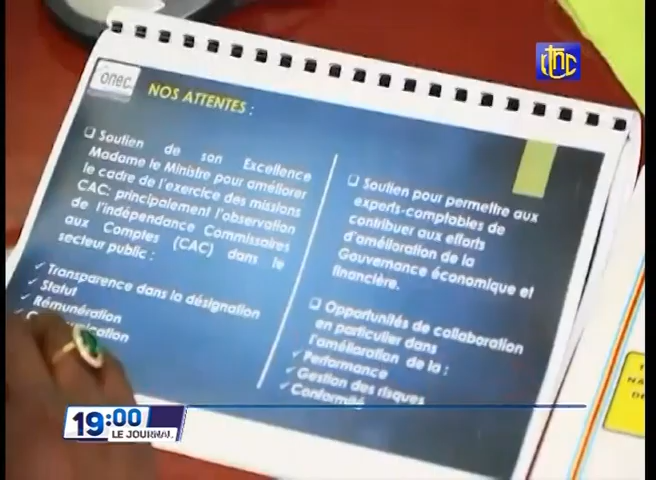 rtnc
onec
NOS ATTENTES :
❑ Soutien de son Excellence
Madame le Ministre pour améliorer
le cadre de l'exercice des missions
CAC: principalement l'observation
de l'indépendance Commissaires
aux Comptes (CAC) dans le
secteur public :
✓ Transparence dans la désignation
✓ Statut
✓ Rémunération
❑ Soutien pour permettre aux
experts-comptables de
contribuer aux efforts
d'amélioration de la
Gouvernance économique et
financière.
❑ Opportunités de collaboration
en particulier dans
l'amélioration de la :
✓ Performance
✓ Gestion des risques
✓ Conformité
19:00
LE JOURNAL